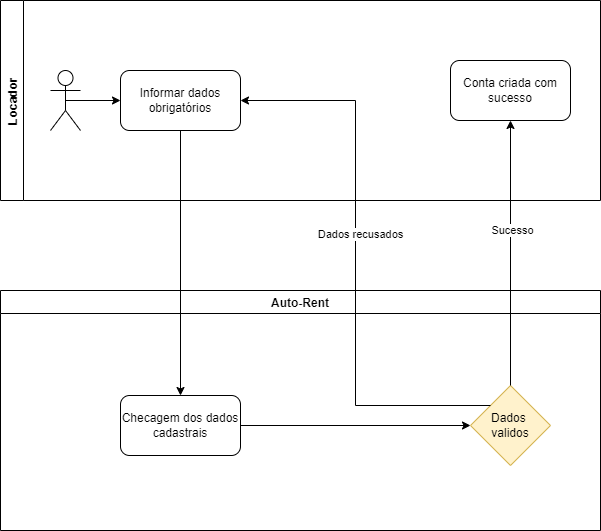 Locador
Informar dados
obrigatórios
Conta criada com
sucesso
Dados recusados
Sucesso
Auto-Rent
Checagem dos dados
cadastrais
Dados
validos